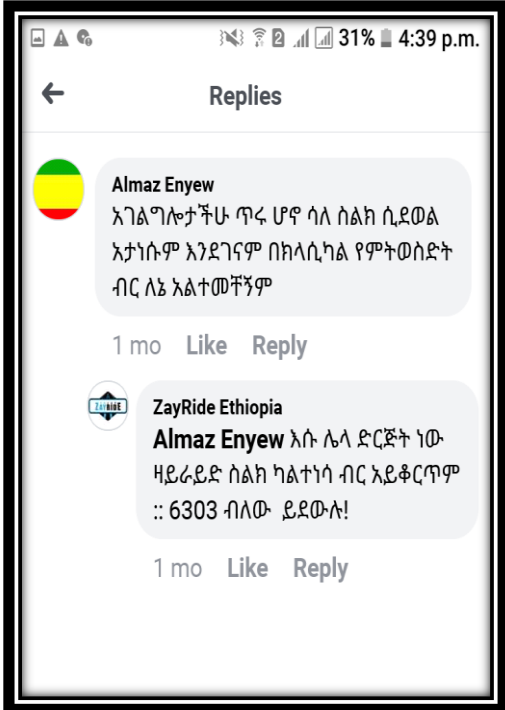 31% 4:39 p.m.
Replies
Almaz Enyew
አገልግሎታችሁ ጥሩ ሆኖ ሳለ ስልክ ሲደወል
አታነሱም እንደገናም በክላሲካል የምትወስድት
ብር ለኔ አልተመቸኝም
1 mo Like Reply
ZAYRIDE
ZayRide Ethiopia
Almaz Enyew እሱ ሌላ ድርጅት ነው
ዛይራይድ ስልክ ካልተነሳ ብር አይቆርጥም
:: 6303 ብለው ይደውሉ!
1 mo Like Reply